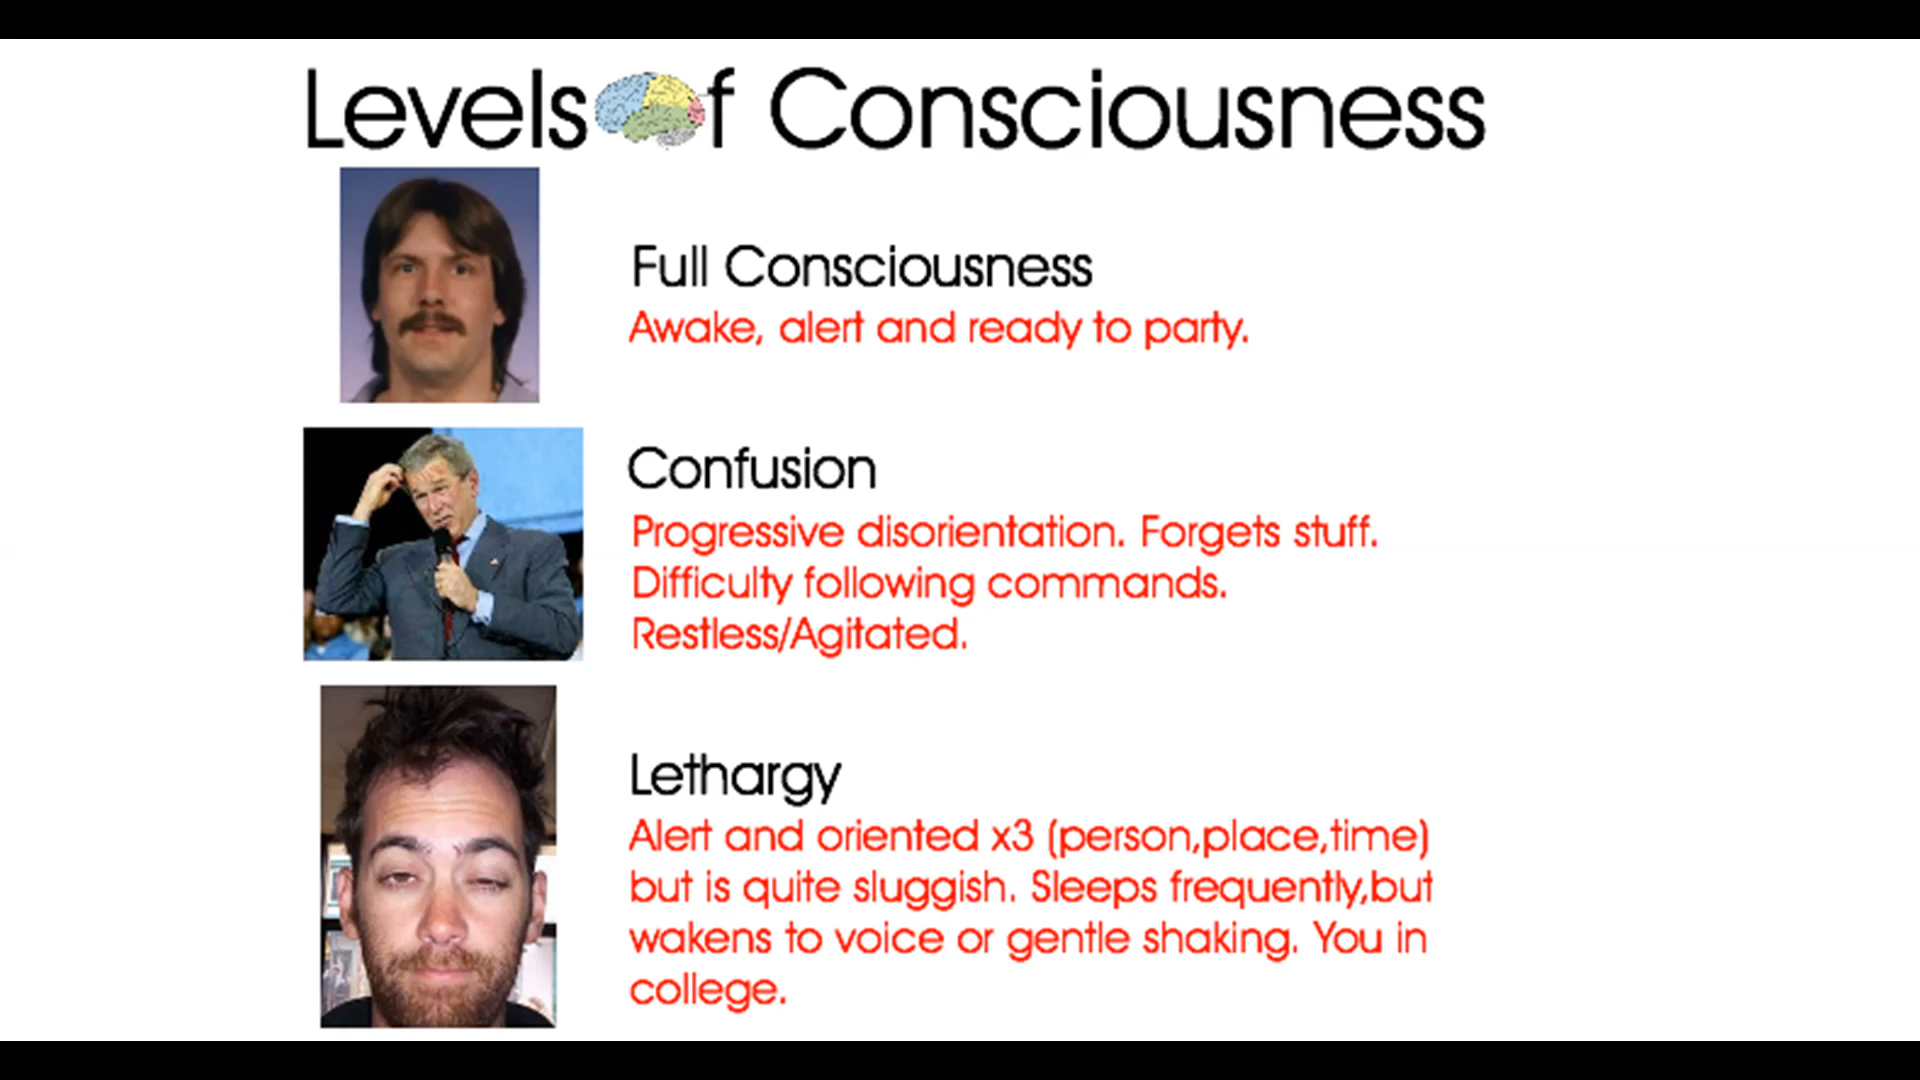 Levels f Consciousness
Full Consciousness
Awake, alert and ready to party.
Confusion
Progressive disorientation. Forgets stuff.
Difficulty following commands.
Restless/Agitated.
Lethargy
Alert and oriented x3 (person,place,time)
but is quite sluggish. Sleeps frequently,but
wakens to voice or gentle shaking. You in
college.